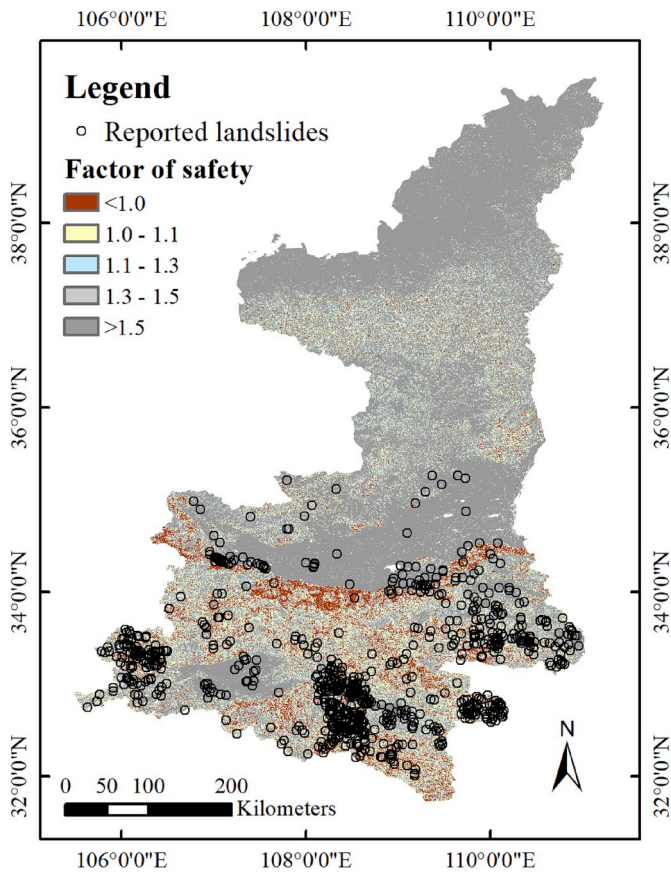 106°0'0"E 108°0'0"E 110°0'0"E
Legend
Reported landslides
Factor of safety
<1.0
1.0 - 1.1
1.1 - 1.3
1.3 - 1.5
>1.5
38°0'0"N 38°0'0"N
36°0'0"N 36°0'0"N
34°0'0"N 34°0'0"N
32°0'0"N 32°0'0"N
N
0 50 100 200
Kilometers
106°0'0"E 108°0'0"E 110°0'0"E